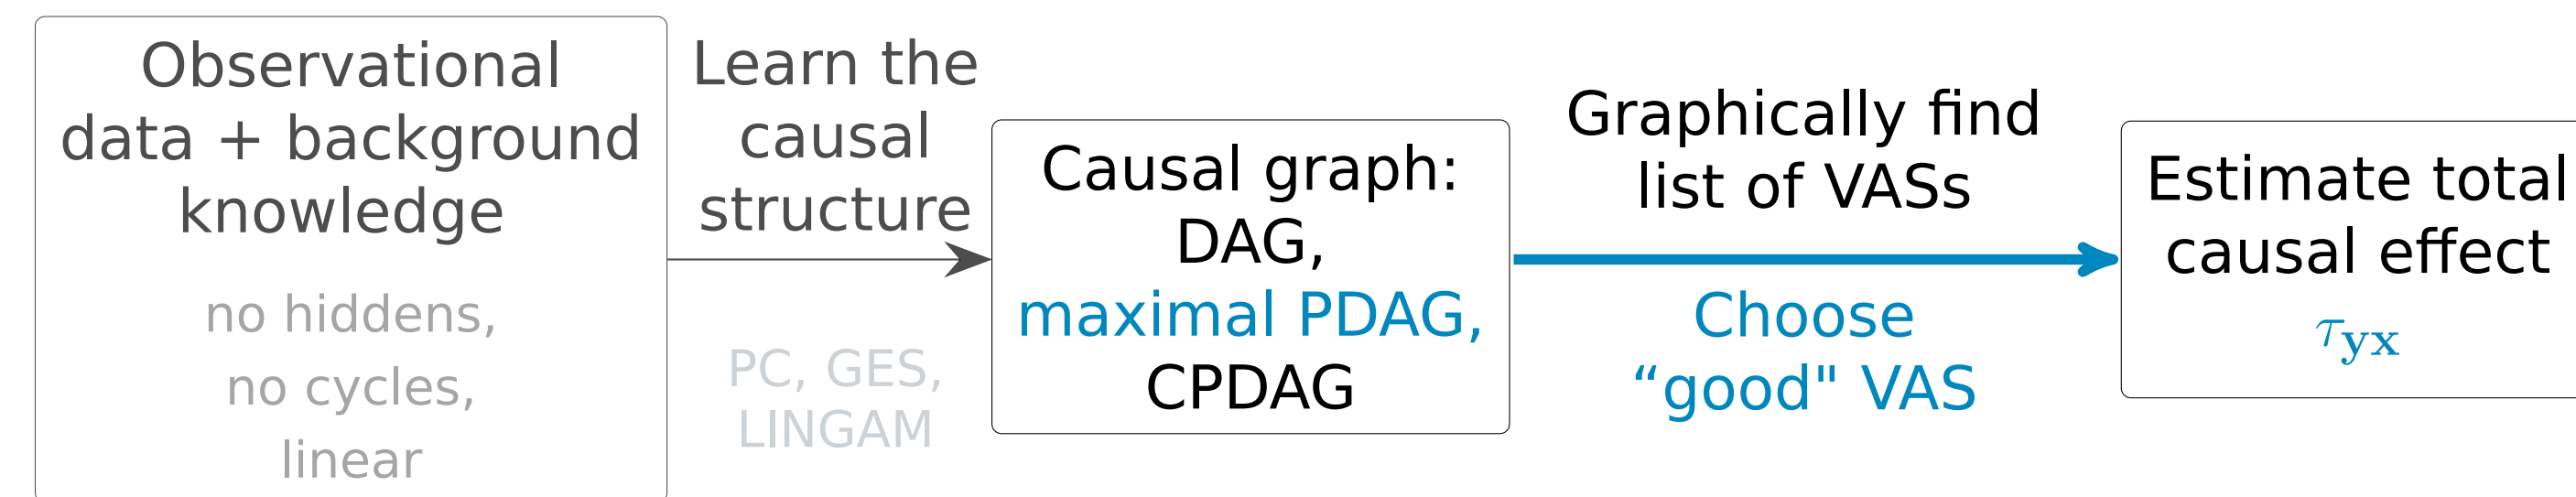 Observational
data + background
knowledge
no hiddens,
no cycles,
linear
Learn the
causal
structure
PC, GES,
LINGAM
Causal graph:
DAG,
maximal PDAG,
CPDAG
Graphically find
list of VASs
Choose
“good" VAS
Estimate total
causal effect
τyx